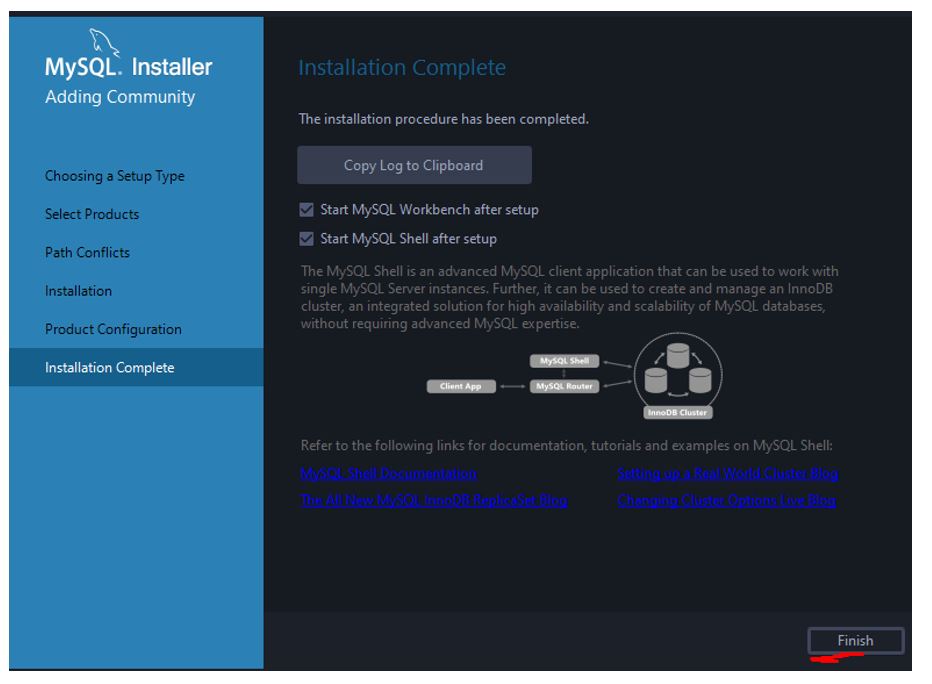 MySQL. Installer
Adding Community
Choosing a Setup Type
Select Products
Path Conflicts
Installation
Product Configuration
Installation Complete
Installation Complete
The installation procedure has been completed.
Copy Log to Clipboard
Start MySQL Workbench after setup
Start MySQL Shell after setup
The MySQL Shell is an advanced MySQL client application that can be used to work with
single MySQL Server instances. Further, it can be used to create and manage an InnoDB
cluster, an integrated solution for high availability and scalability of MySQL databases,
without requiring advanced MySQL expertise.
MySQL Shell
Client App
MySQL Router
InnoDB Cluster
Refer to the following links for documentation, tutorials and examples on MySQL Shell:
MySQL Shell Documentation
Setting up a Real World Cluster Blog
The All New MySQL InnoDB ReplicaSet Blog
Changing Cluster Options Live Blog
Finish